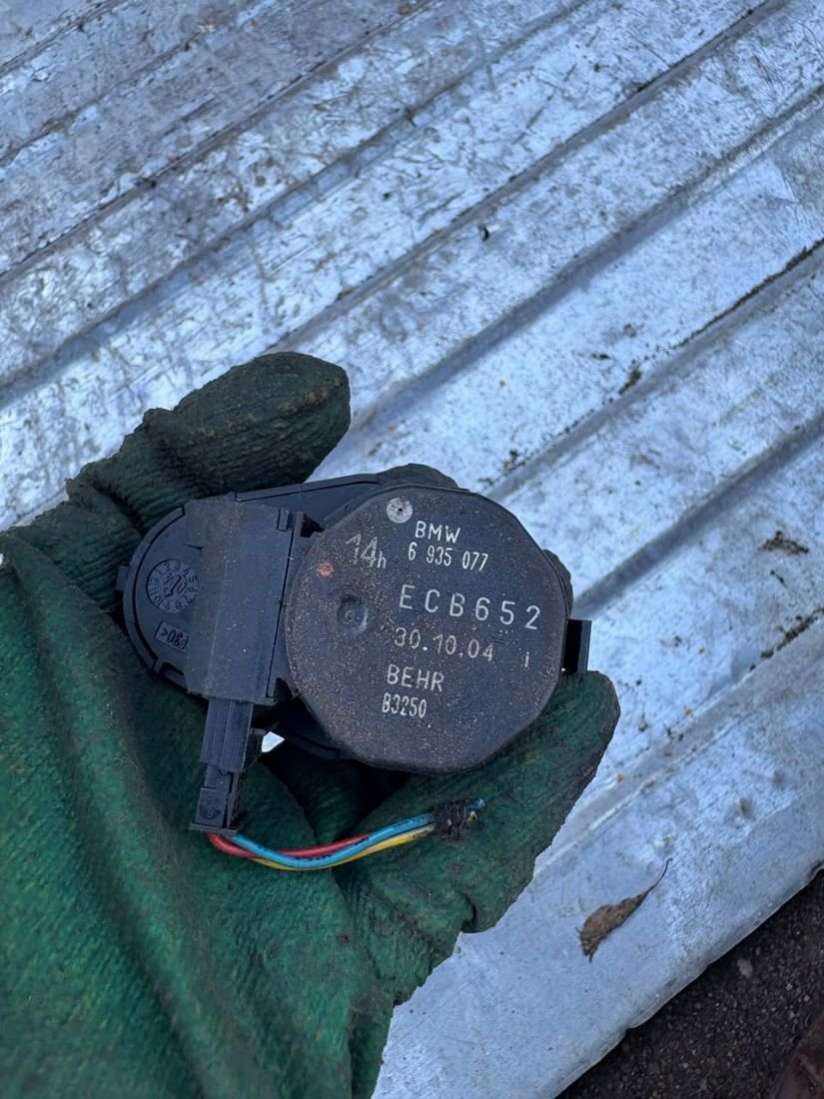 BMW
6 935 077
14h
ECB652
30.10.04 i
BEHR
B3250